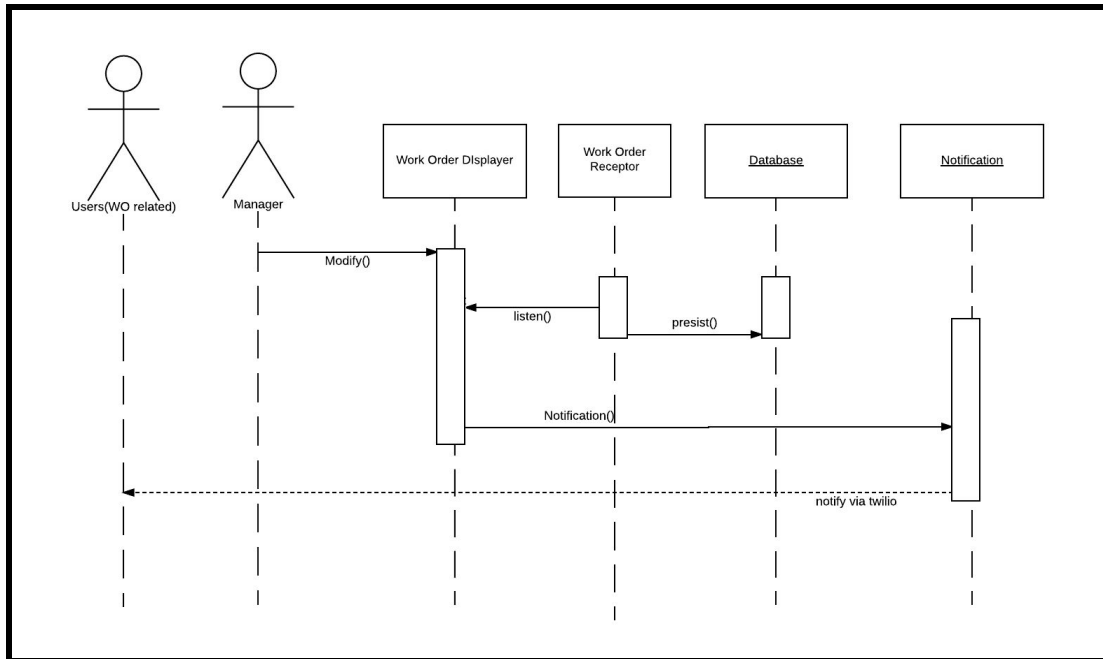 Work Order DIsplayer
Work Order
Receptor
Database
Notification
Users(WO related)
Manager
Modify()
listen()
presist()
Notification()
notify via twilio